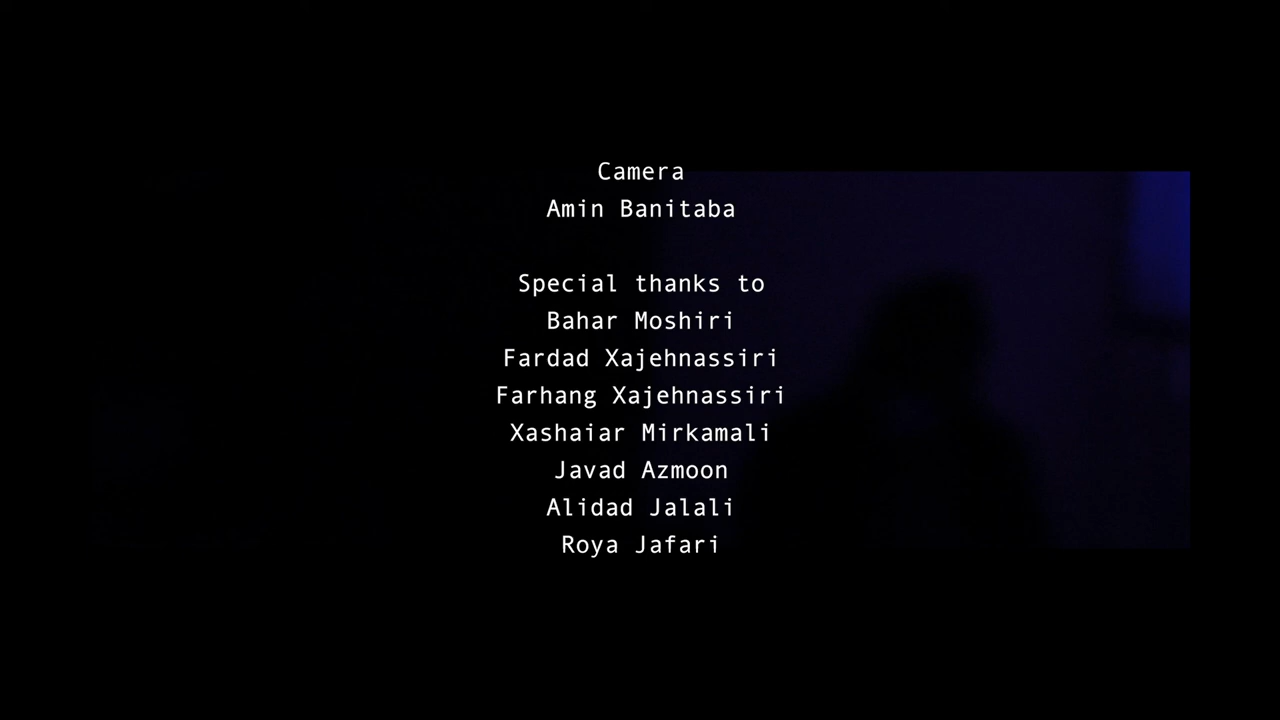 Camera
Amin Banitaba
Special thanks to
Bahar Moshiri
Fardad Xajehnassiri
Farhang Xajehnassiri
Xashaiar Mirkamali
Javad Azmoon
Alidad Jalali
Roya Jafari